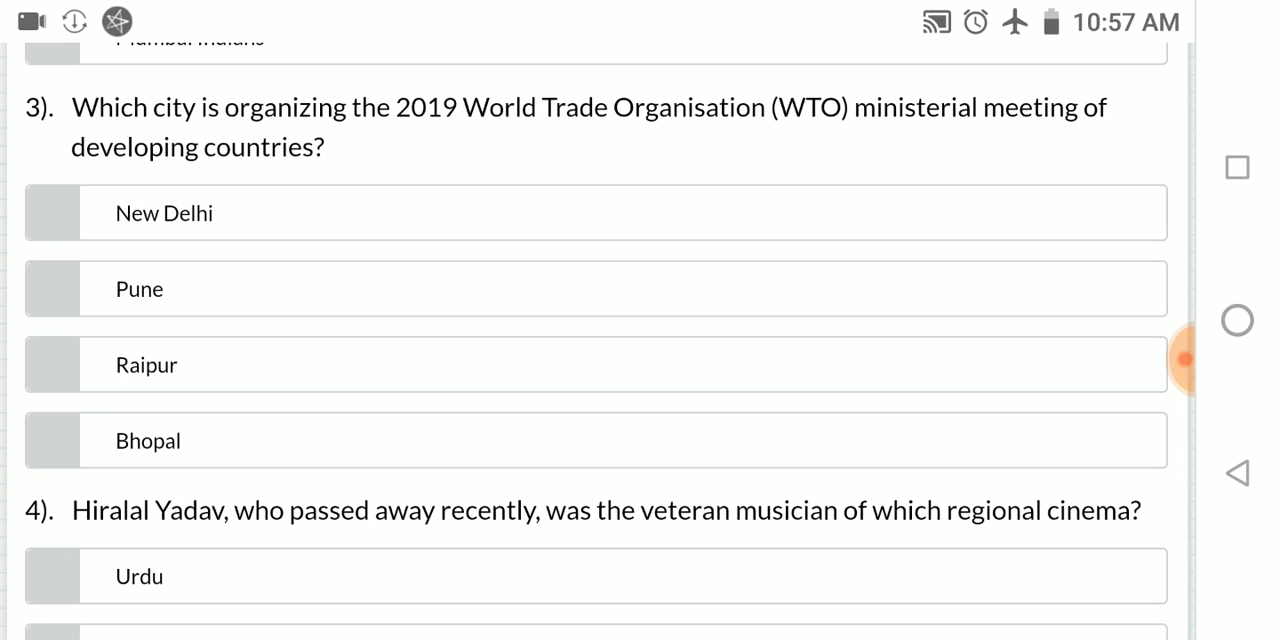 10:57 AM
3). Which city is organizing the 2019 World Trade Organisation (WTO) ministerial meeting of
developing countries?
New Delhi
Pune
Raipur
Bhopal
4). Hiralal Yadav, who passed away recently, was the veteran musician of which regional cinema?
Urdu